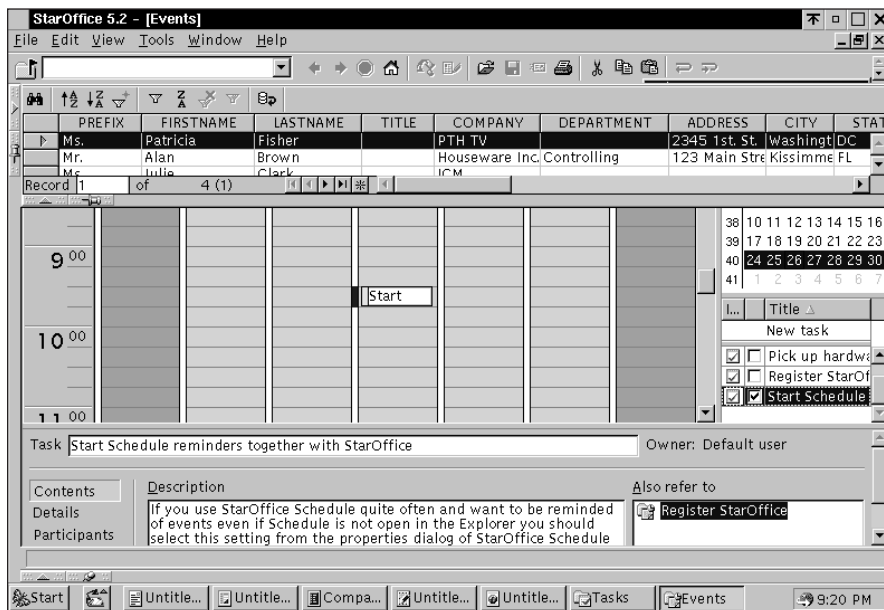 StarOffice 5.2 - [Events]
File Edit View Tools Window Help
PREFIX FIRSTNAME LASTNAME TITLE COMPANY DEPARTMENT ADDRESS CITY STAT
Ms. Patricia Fisher PTH TV 2345 1st. St. Washingt DC
Mr. Alan Brown Houseware Inc. Controlling 123 Main Stre Kissimme FL
Ms. Julie Clark ICM
Record 1 of 4 (1)
38 10 11 12 13 14 15 16
39 17 18 19 20 21 22 23
9 00
40 24 25 26 27 28 29 30
41 1 2 3 4 5 6 7
Start
I... Title
New task
10 00
Pick up hardwa
Register StarOf
Start Schedule
11 00
Task Start Schedule reminders together with StarOffice Owner: Default user
Contents
Details
Participants
Description
If you use StarOffice Schedule quite often and want to be reminded
of events even if Schedule is not open in the Explorer you should
select this setting from the properties dialog of StarOffice Schedule
Also refer to
Register StarOffice
Start Untitle... Untitle... Compa... Untitle... Untitle... Tasks Events 9:20 PM